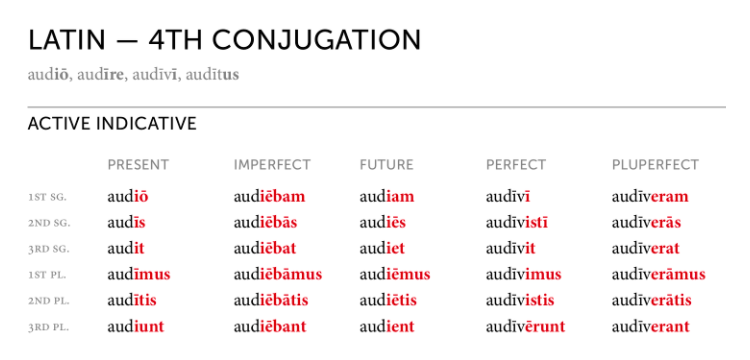 LATIN — 4TH CONJUGATION
audiō, audīre, audīvī, audītus
ACTIVE INDICATIVE
PRESENT IMPERFECT FUTURE PERFECT PLUPERFECT
1ST SG. audiō audiēbam audiam audīvī audīveram
2ND SG. audīs audiēbās audiēs audīvistī audīverās
3RD SG. audit audiēbat audiet audīvit audīverat
1ST PL. audīmus audiēbāmus audiēmus audīvimus audīverāmus
2ND PL. audītis audiēbātis audiētis audīvistis audīverātis
3RD PL. audiunt audiēbant audient audīvērunt audīverant